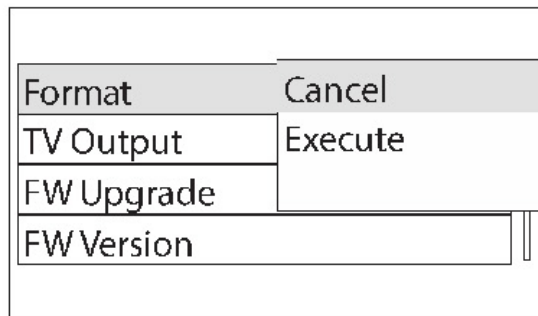 Format
Cancel
TV Output
Execute
FW Upgrade
FW Version